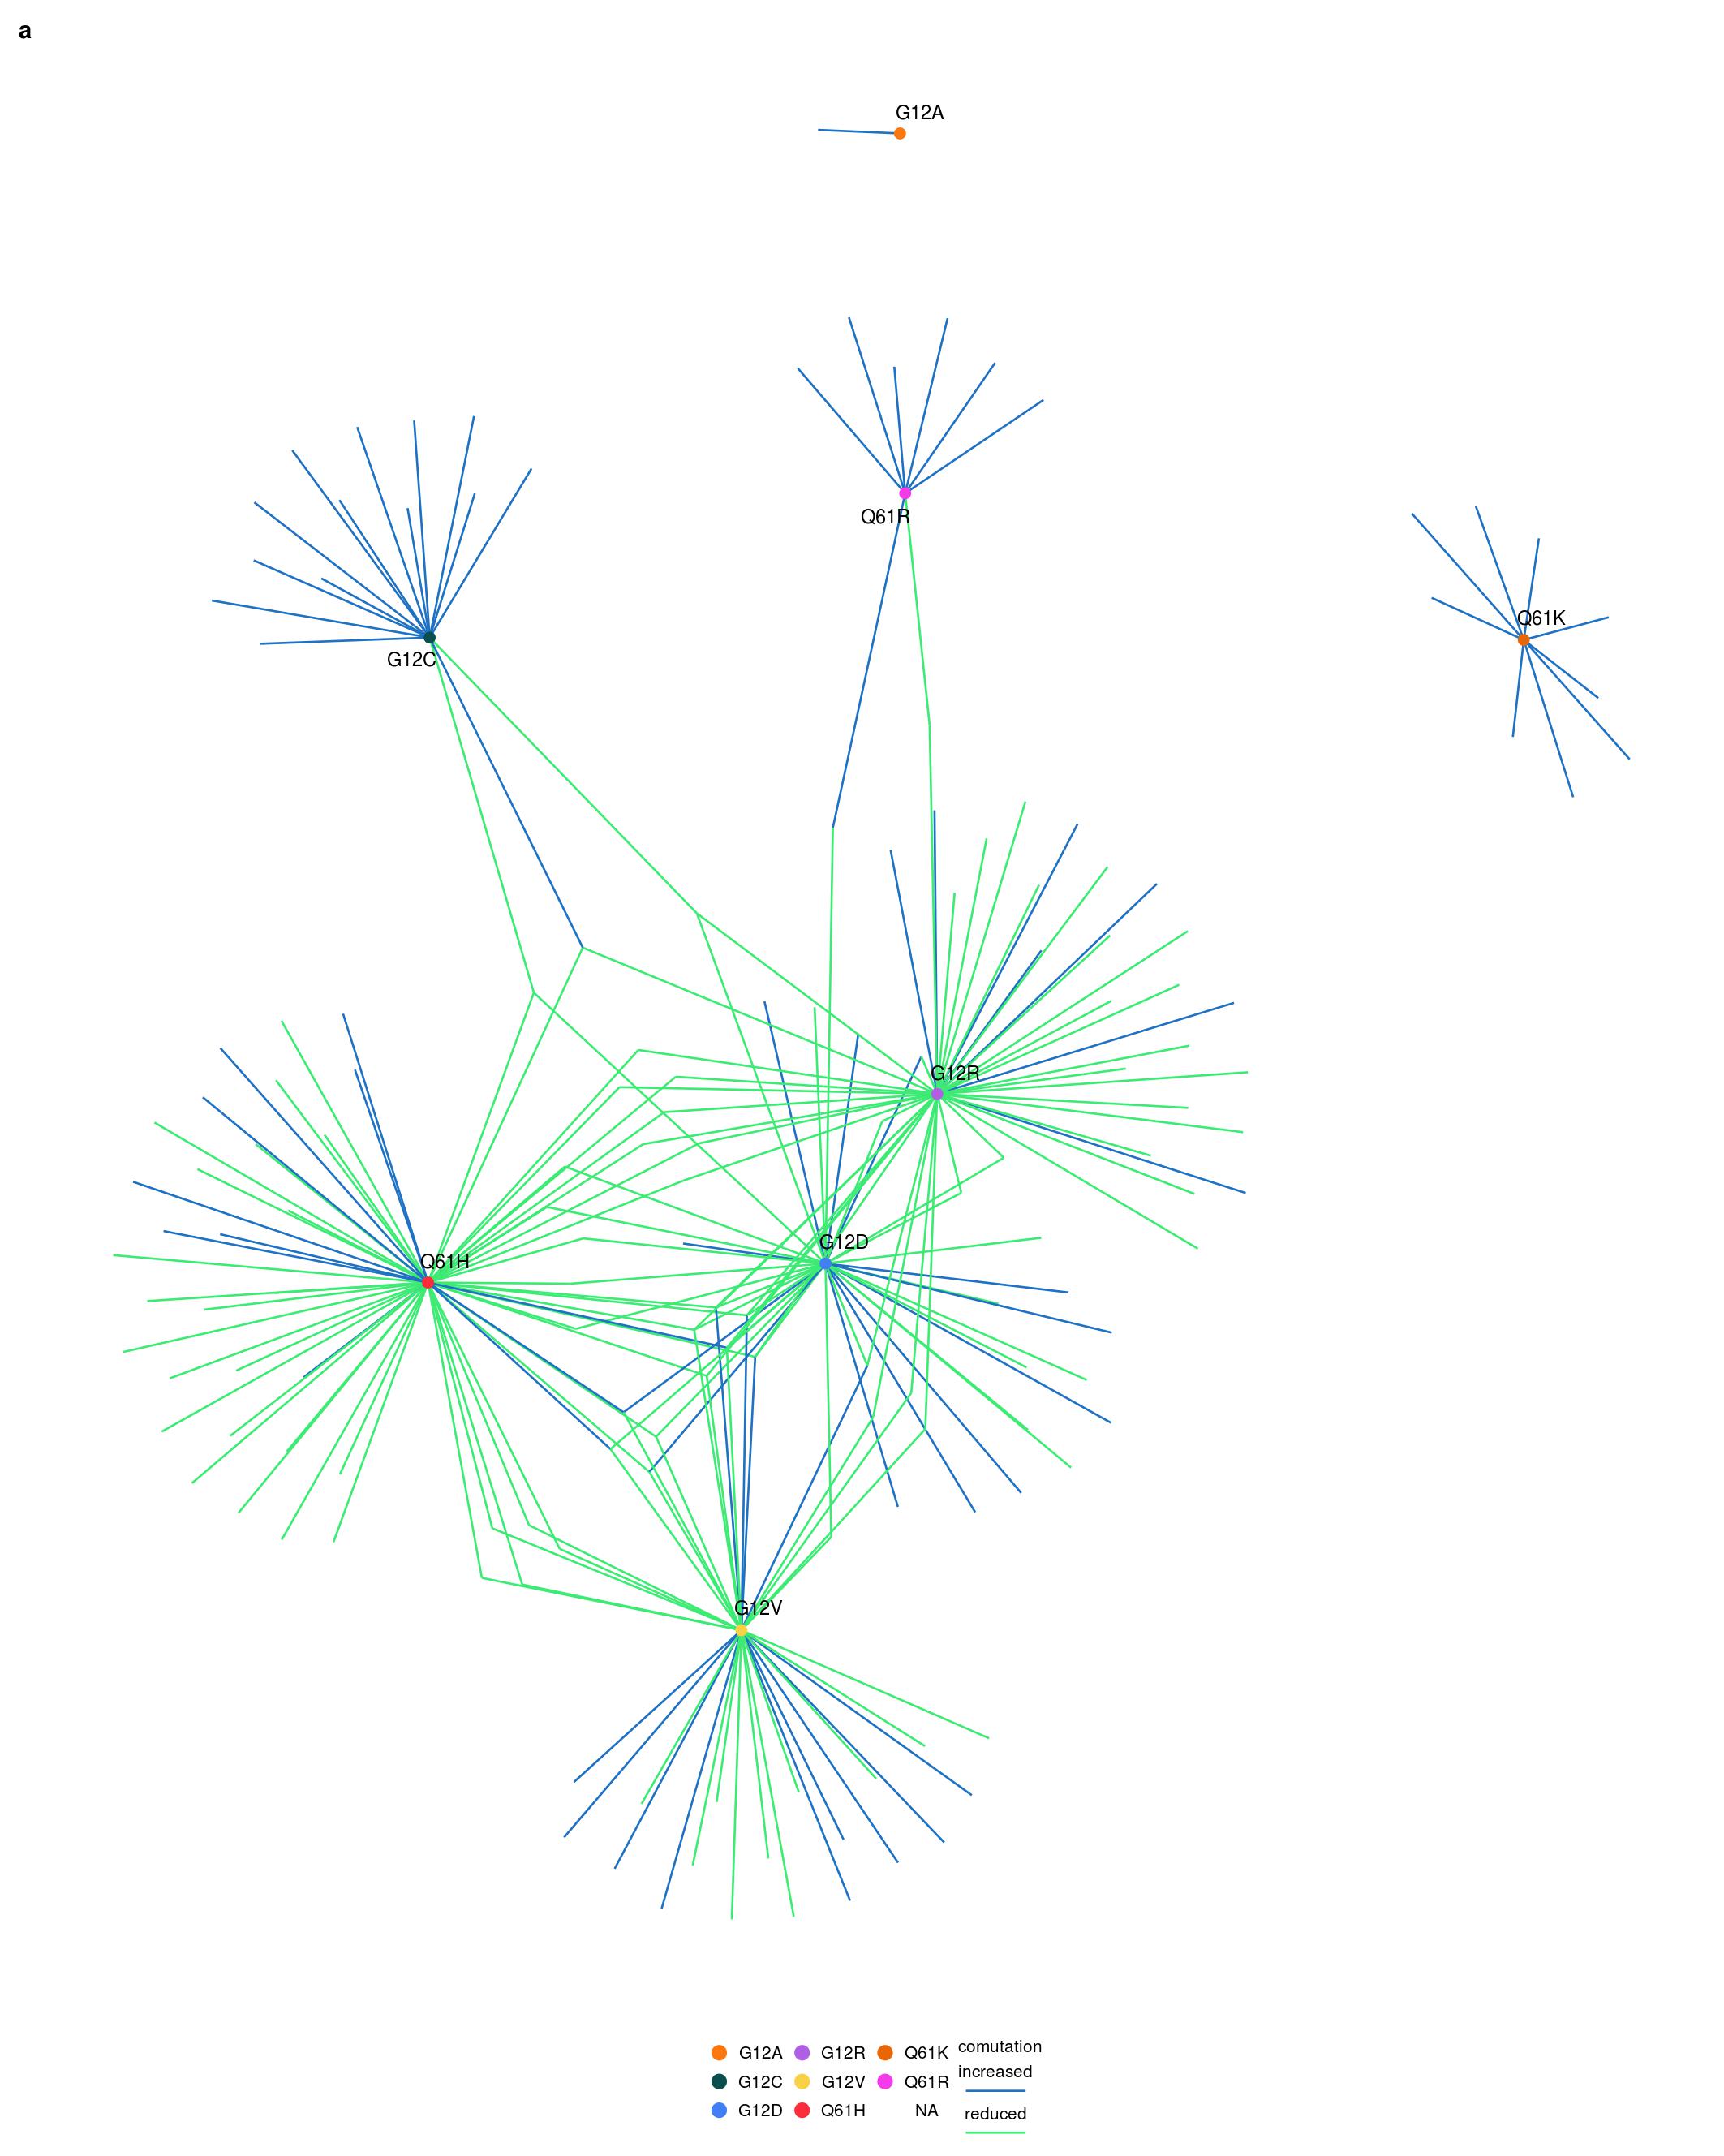 a
G12A
Q61R
G12C
Q61K
G12R
G12D
Q61H
G12V
G12A G12R Q61K comutation
increased
G12C G12V Q61R
G12D Q61H NA reduced